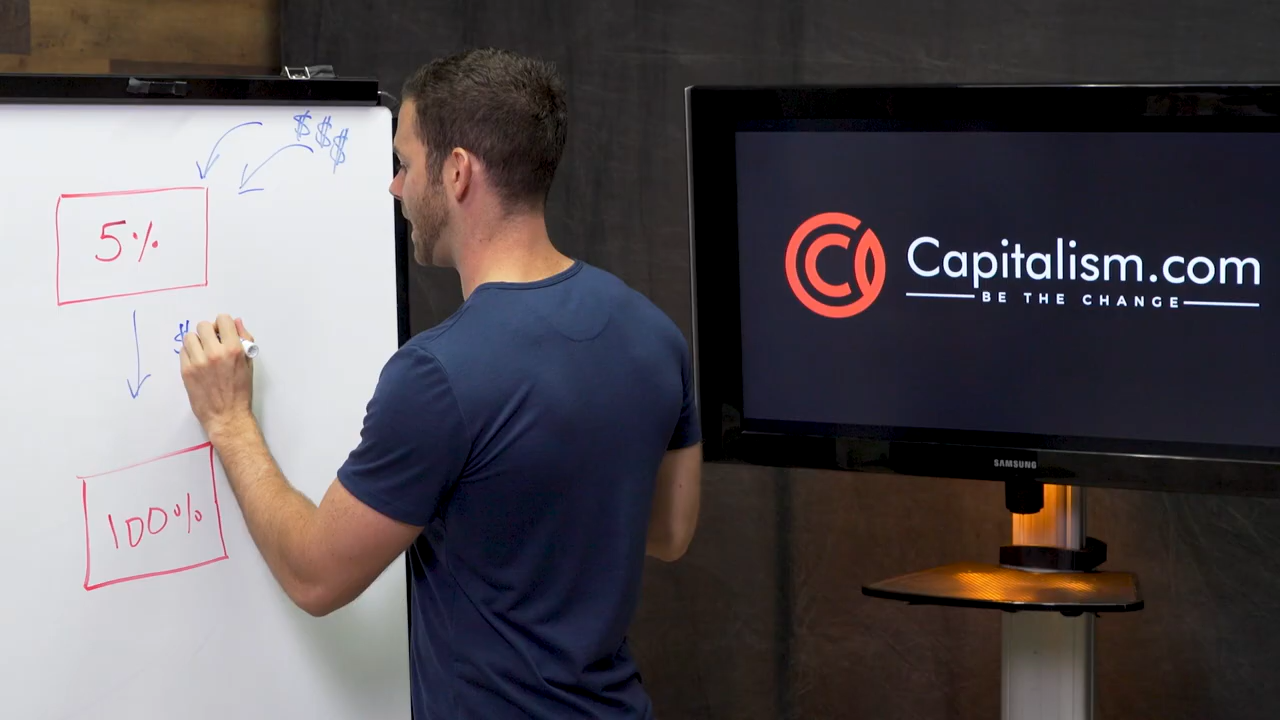 $$$
5%
$
100%
Capitalism.com
BE THE CHANGE
SAMSUNG